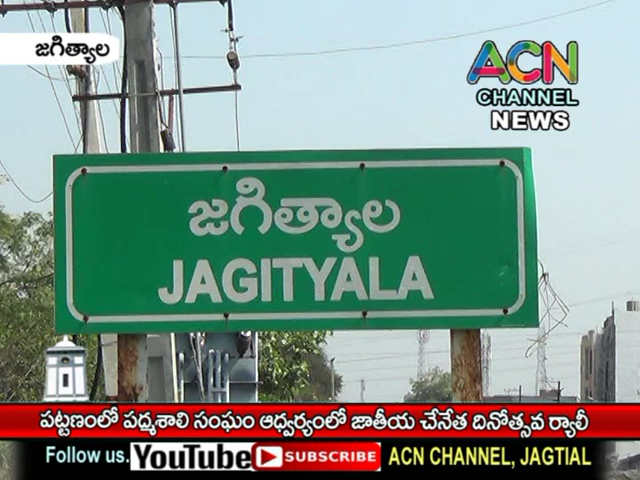 జగిత్యాల
ACN
CHANNEL
NEWS
జగిత్యాల
JAGITYALA
పట్టణంలో పద్మశాలి సంఘం ఆధ్వర్యంలో జాతీయ చేనేత దినోత్సవ ర్యాలీ
Follow us. YouTube SUBSCRIBE ACN CHANNEL, JAGTIAL